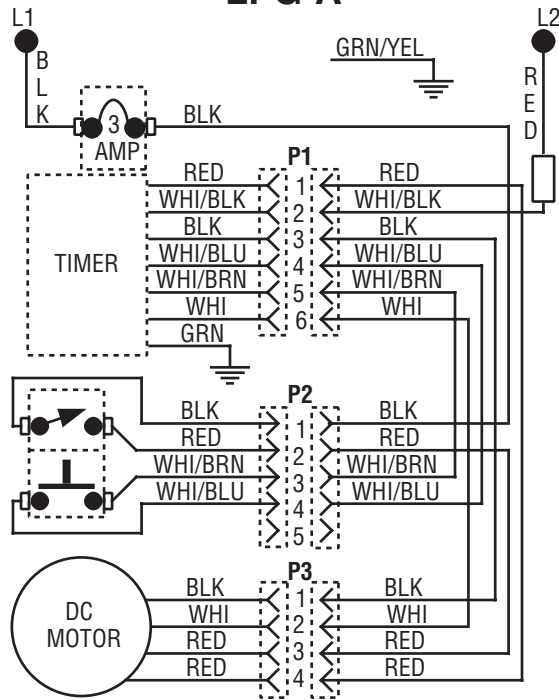 L1
L2
GRN/YEL
BLK
RED
3
AMP
BLK
P1
RED 1 RED
WHI/BLK 2 WHI/BLK
BLK 3 BLK
TIMER
WHI/BLU 4 WHI/BLU
WHI/BRN 5 WHI/BRN
WHI 6 WHI
GRN
P2
BLK 1 BLK
RED 2 RED
WHI/BRN 3 WHI/BRN
WHI/BLU 4 WHI/BLU
5
P3
BLK 1 BLK
DC
MOTOR
WHI 2 WHI
RED 3 RED
RED 4 RED